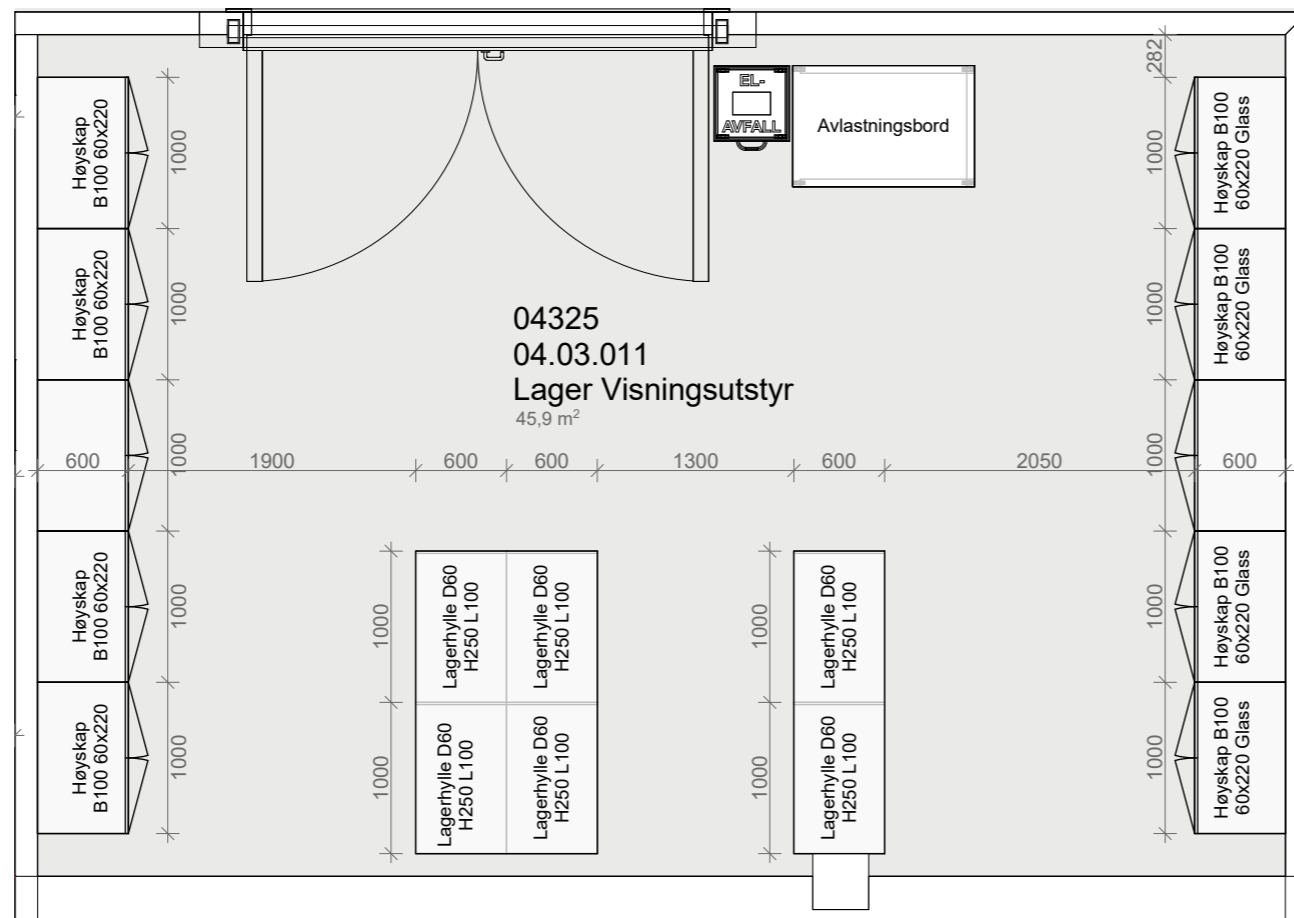 282
EL-
AVFALL
Avlastningsbord
Høyskap
B100 60x220
1000
1000
Høyskap B100
60x220 Glass
Høyskap
B100 60x220
1000
1000
Høyskap B100
60x220 Glass
04325
04.03.011
Lager Visningsutstyr
45,9 m²
600
1000
1900
600
600
1300
600
2050
1000
600
Høyskap
B100 60x220
1000
1000
Lagerhylle D60
H250 L100
Lagerhylle D60
H250 L100
1000
Lagerhylle D60
H250 L100
1000
Høyskap B100
60x220 Glass
Høyskap
B100 60x220
1000
1000
Lagerhylle D60
H250 L100
Lagerhylle D60
H250 L100
1000
Lagerhylle D60
H250 L100
1000
Høyskap B100
60x220 Glass